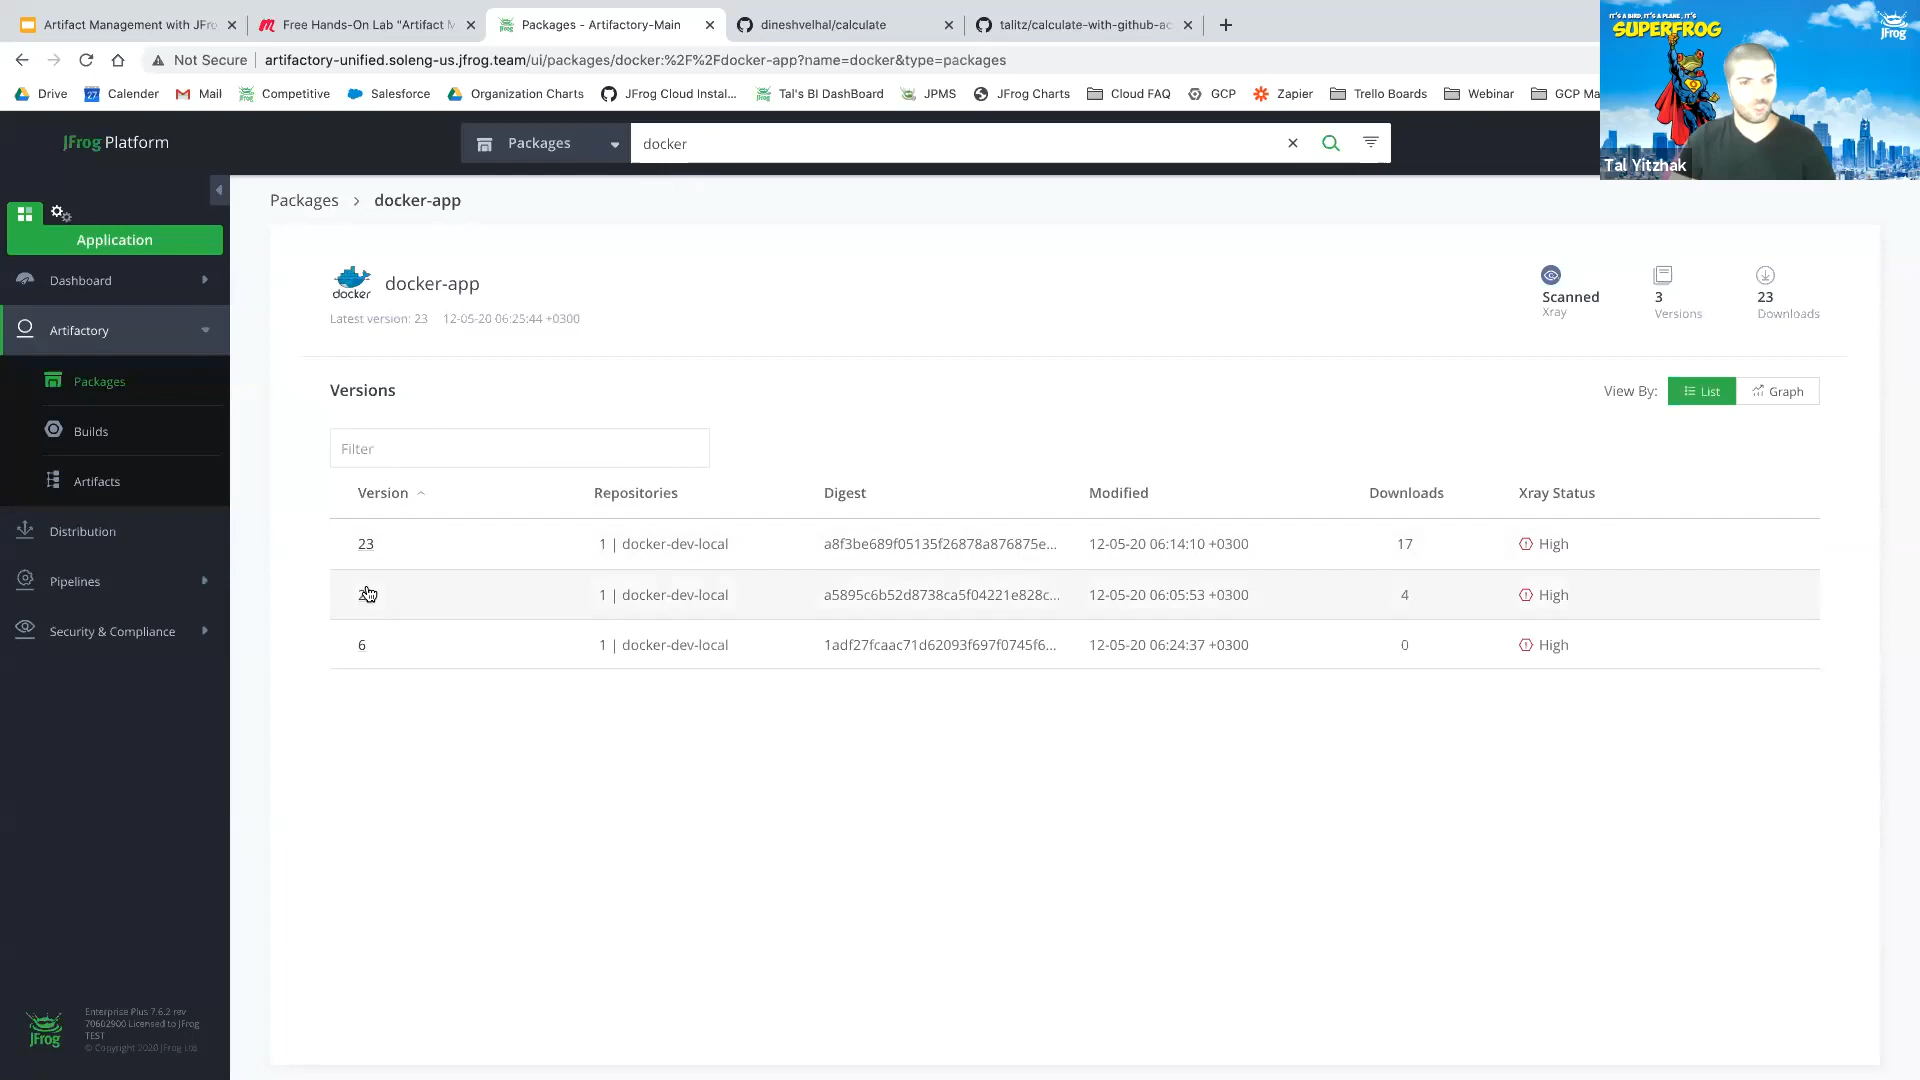 Artifact Management with JFro
Free Hands-On Lab "Artifact M
Packages - Artifactory-Main
dineshvelhal/calculate
talitz/calculate-with-github-ac
Not Secure
artifactory-unified.soleng-us.jfrog.team/ui/packages/docker:%2F%2Fdocker-app?name=docker&type=packages
Drive
27
Calender
Mail
Competitive
Salesforce
Organization Charts
JFrog Cloud Instal...
Tal's BI DashBoard
JPMS
JFrog Charts
Cloud FAQ
GCP
Zapier
Trello Boards
Webinar
GCP Ma
IT'S A BIRD, IT'S A PLANE, IT'S
SUPERFROG
JFrog
Tal Yitzhak
JFrog Platform
Packages
docker
Application
Dashboard
Artifactory
Packages
Builds
Artifacts
Distribution
Pipelines
Security & Compliance
JFrog
Enterprise Plus 7.6.2 rev
70602900 Licensed to JFrog
TEST
© Copyright 2020 JFrog Ltd
Packages > docker-app
docker
docker-app
Latest version: 23 12-05-20 06:25:44 +0300
Scanned
Xray
3
Versions
23
Downloads
Versions
View By:
List
Graph
Filter
Version Repositories Digest Modified Downloads Xray Status
23 1 | docker-dev-local a8f3be689f05135f26878a876875e... 12-05-20 06:14:10 +0300 17 High
1 | docker-dev-local a5895c6b52d8738ca5f04221e828c... 12-05-20 06:05:53 +0300 4 High
6 1 | docker-dev-local 1adf27fcaac71d62093f697f0745f6... 12-05-20 06:24:37 +0300 0 High